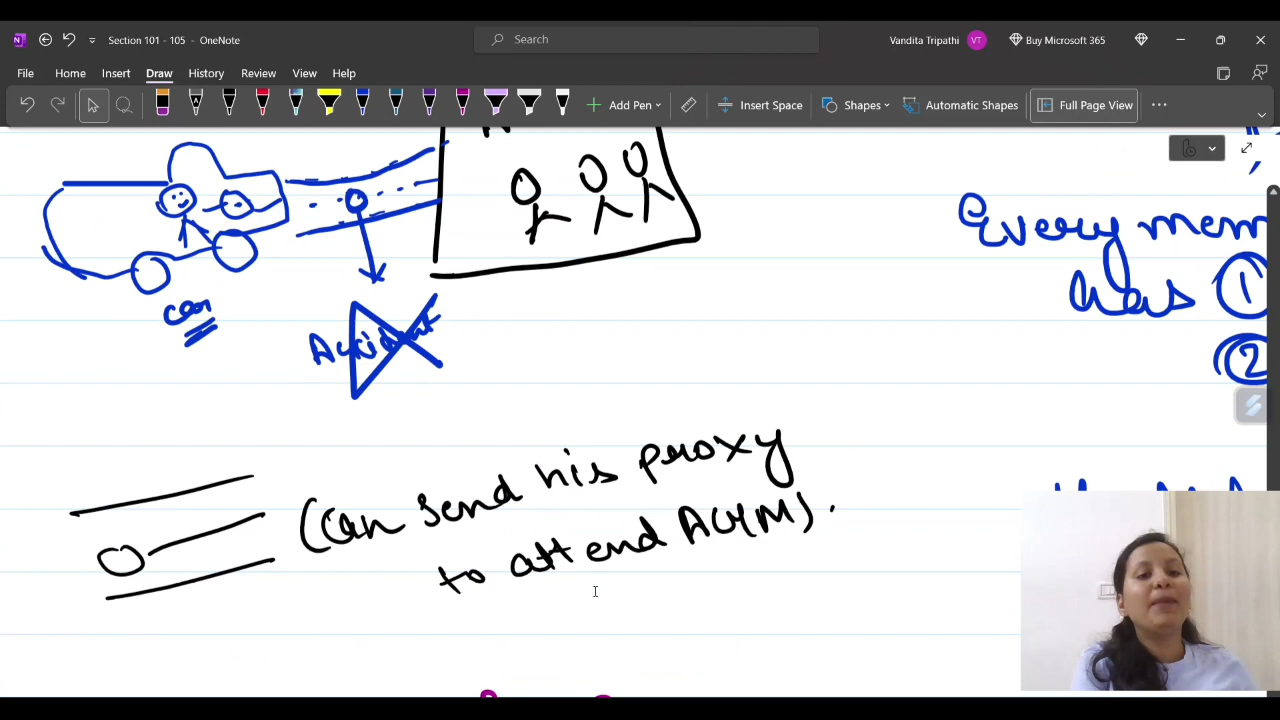 Section 101 - 105 - OneNote
Search
Vandita Tripathi
VT
Buy Microsoft 365
File
Home
Insert
Draw
History
Review
View
Help
Add Pen
Insert Space
Shapes
Automatic Shapes
Full Page View
car
Accident
Every mem
has 1
2
(Can send his proxy
to attend AGM).